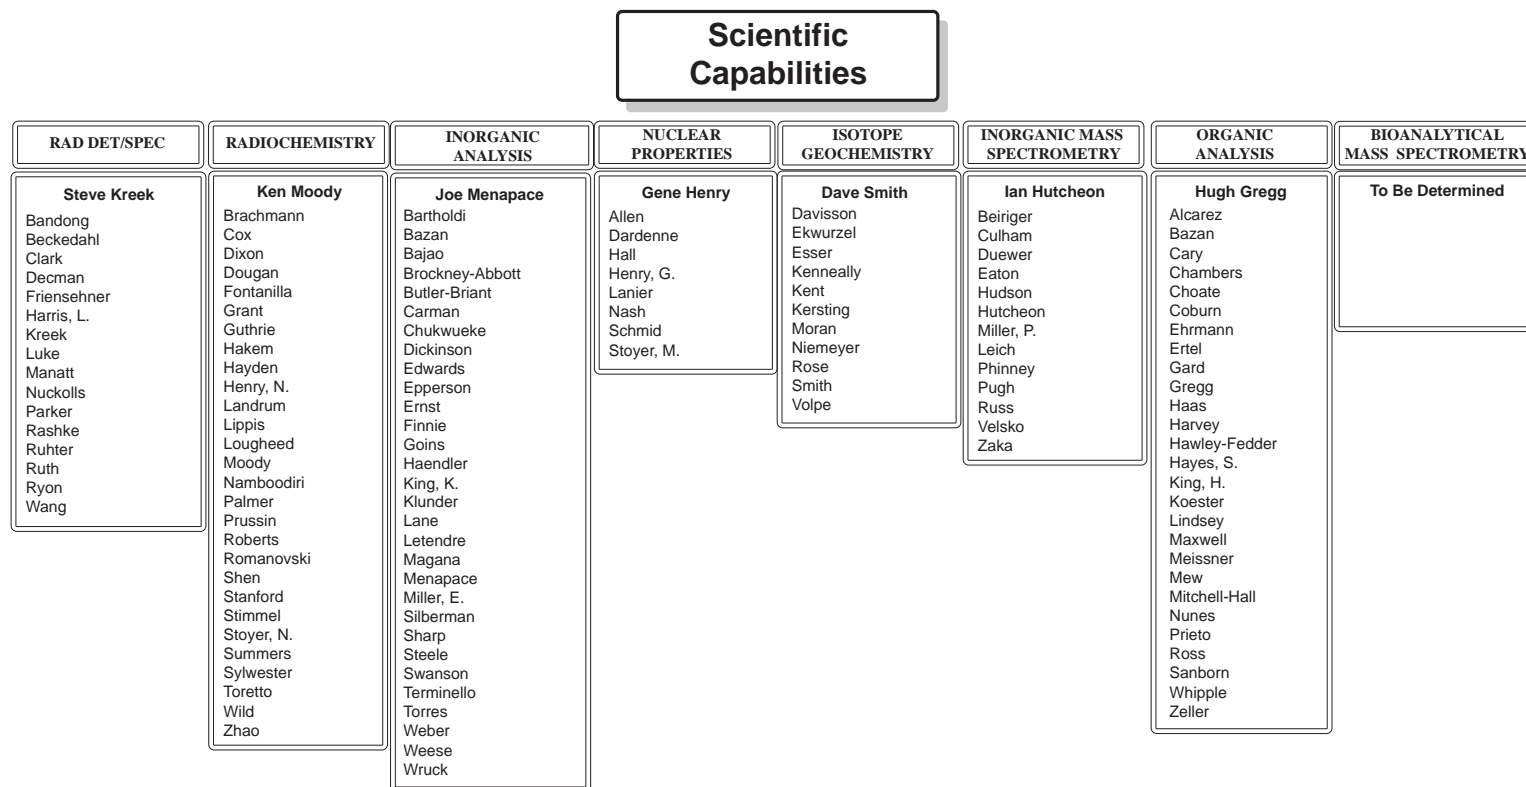 Scientific
Capabilities
RAD DET/SPEC
Steve Kreek
Bandong
Beckedahl
Clark
Decman
Friensehner
Harris, L.
Kreek
Luke
Manatt
Nuckolls
Parker
Rashke
Ruhter
Ruth
Ryon
Wang
RADIOCHEMISTRY
Ken Moody
Brachmann
Cox
Dixon
Dougan
Fontanilla
Grant
Guthrie
Hakem
Hayden
Henry, N.
Landrum
Lippis
Lougheed
Moody
Namboodiri
Palmer
Prussin
Roberts
Romanovski
Shen
Stanford
Stimmel
Stoyer, N.
Summers
Sylwester
Toretto
Wild
Zhao
INORGANIC
ANALYSIS
Joe Menapace
Bartholdi
Bazan
Bajao
Brockney-Abbott
Butler-Briant
Carman
Chukwueke
Dickinson
Edwards
Epperson
Ernst
Finnie
Goins
Haendler
King, K.
Klunder
Lane
Letendre
Magana
Menapace
Miller, E.
Silberman
Sharp
Steele
Swanson
Terminello
Torres
Weber
Weese
Wruck
NUCLEAR
PROPERTIES
Gene Henry
Allen
Dardenne
Hall
Henry, G.
Lanier
Nash
Schmid
Stoyer, M.
ISOTOPE
GEOCHEMISTRY
Dave Smith
Davisson
Ekwurzel
Esser
Kenneally
Kent
Kersting
Moran
Niemeyer
Rose
Smith
Volpe
INORGANIC MASS
SPECTROMETRY
Ian Hutcheon
Beiriger
Culham
Duewer
Eaton
Hudson
Hutcheon
Miller, P.
Leich
Phinney
Pugh
Russ
Velsko
Zaka
ORGANIC
ANALYSIS
Hugh Gregg
Alcarez
Bazan
Cary
Chambers
Choate
Coburn
Ehrmann
Ertel
Gard
Gregg
Haas
Harvey
Hawley-Fedder
Hayes, S.
King, H.
Koester
Lindsey
Maxwell
Meissner
Mew
Mitchell-Hall
Nunes
Prieto
Ross
Sanborn
Whipple
Zeller
BIOANALYTICAL
MASS SPECTROMETRY
To Be Determined